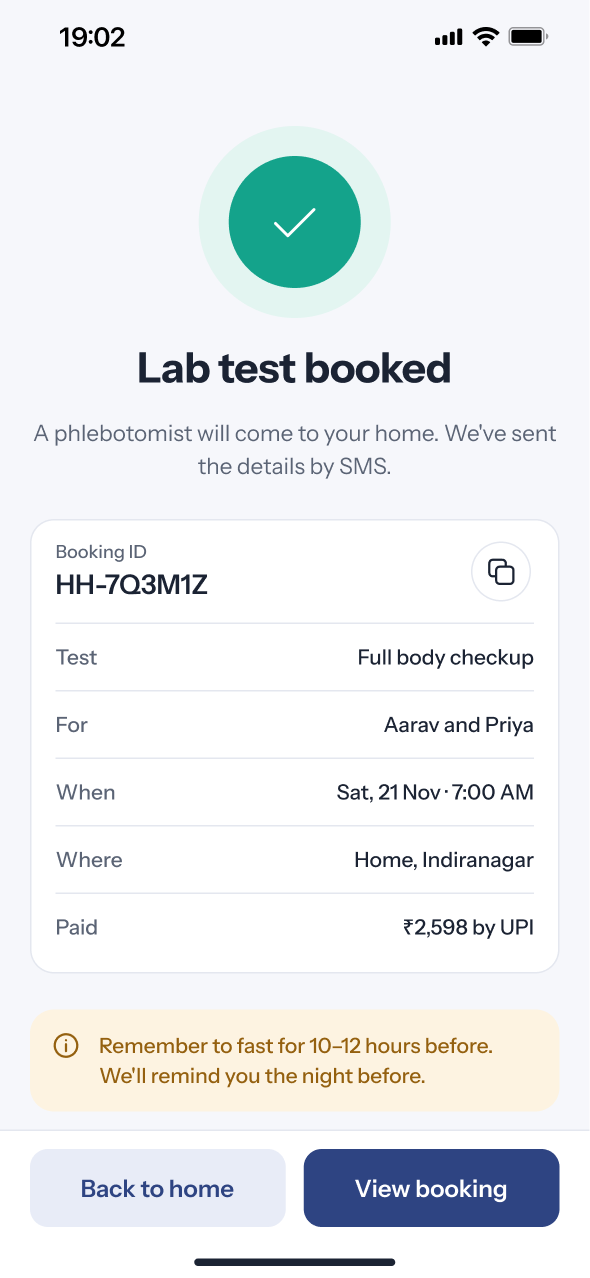 19:02
Lab test booked
A phlebotomist will come to your home. We've sent
the details by SMS.
Booking ID
HH-7Q3M1Z
Test
Full body checkup
For
Aarav and Priya
When
Sat, 21 Nov · 7:00 AM
Where
Home, Indiranagar
Paid
₹2,598 by UPI
Remember to fast for 10–12 hours before.
We'll remind you the night before.
Back to home
View booking